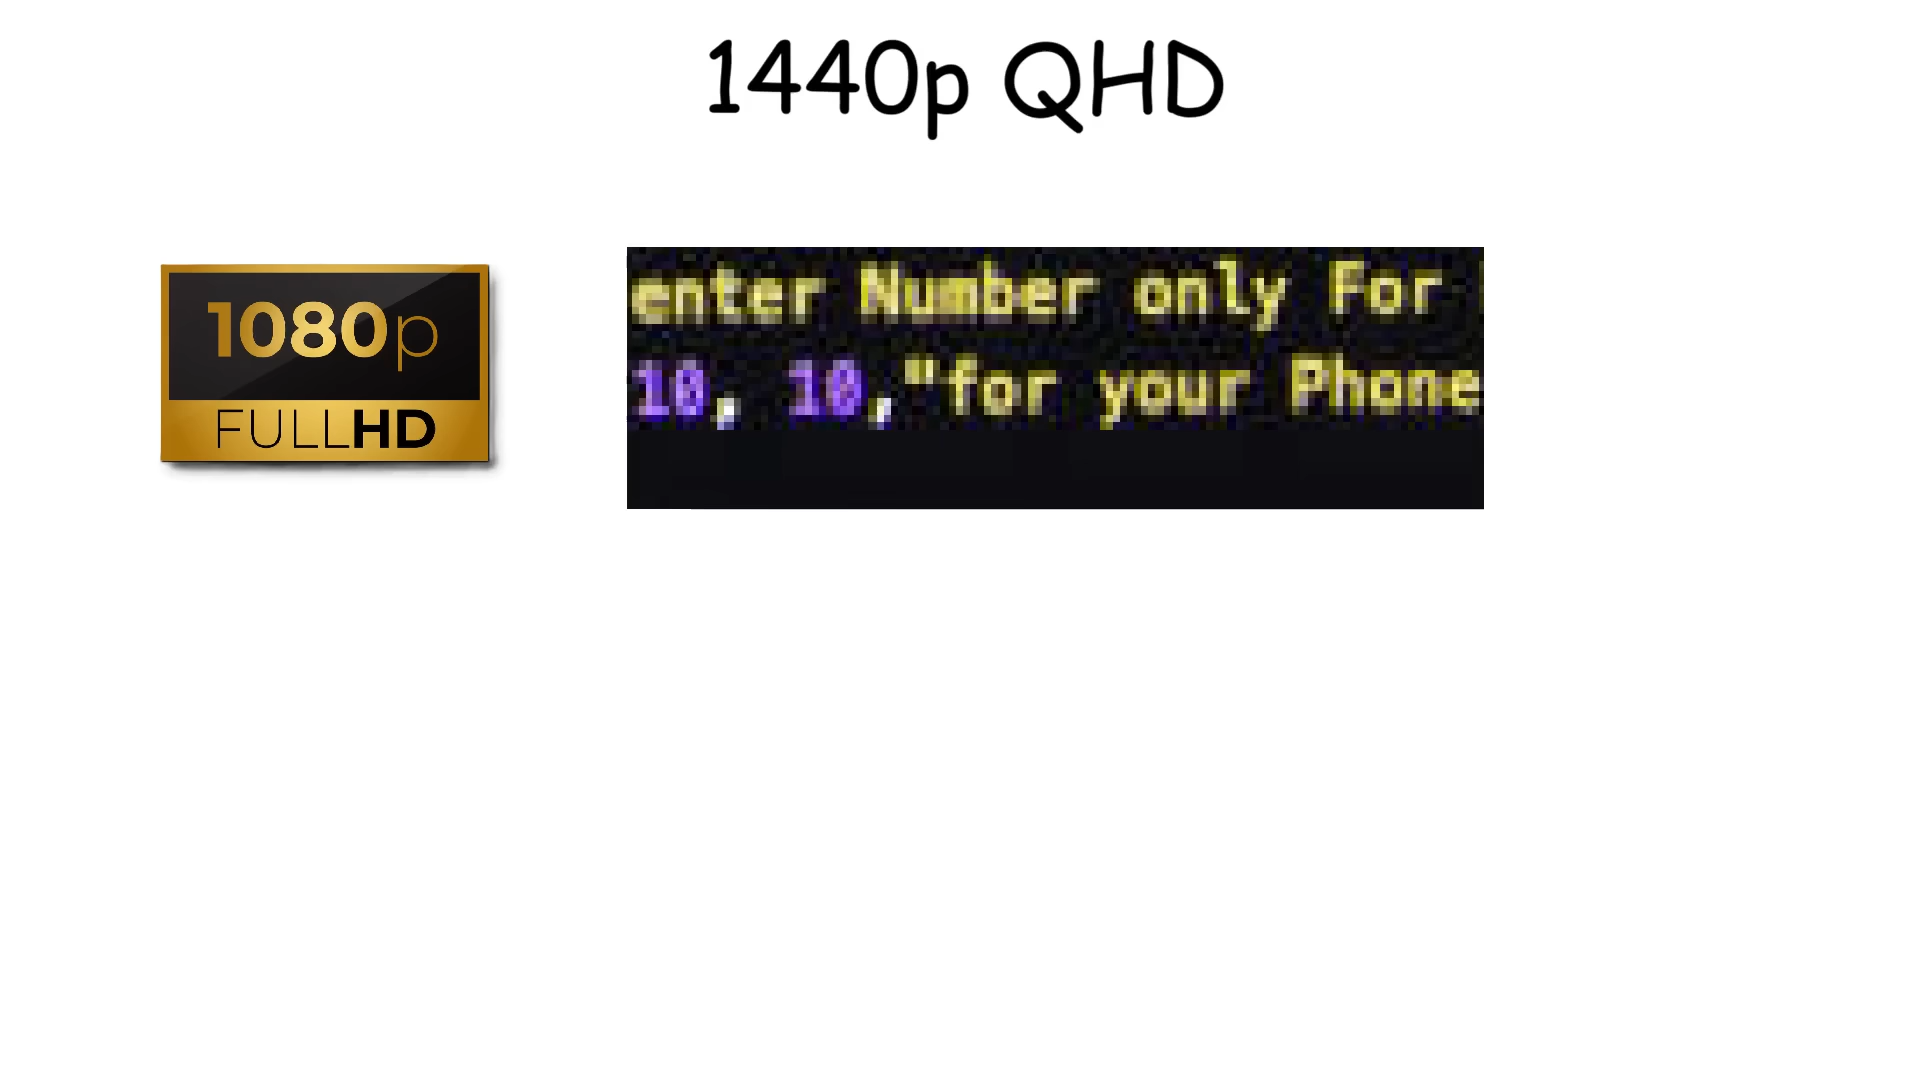 1440p QHD
1080p
FULLHD
enter Number only For
10, 10,"for your Phone